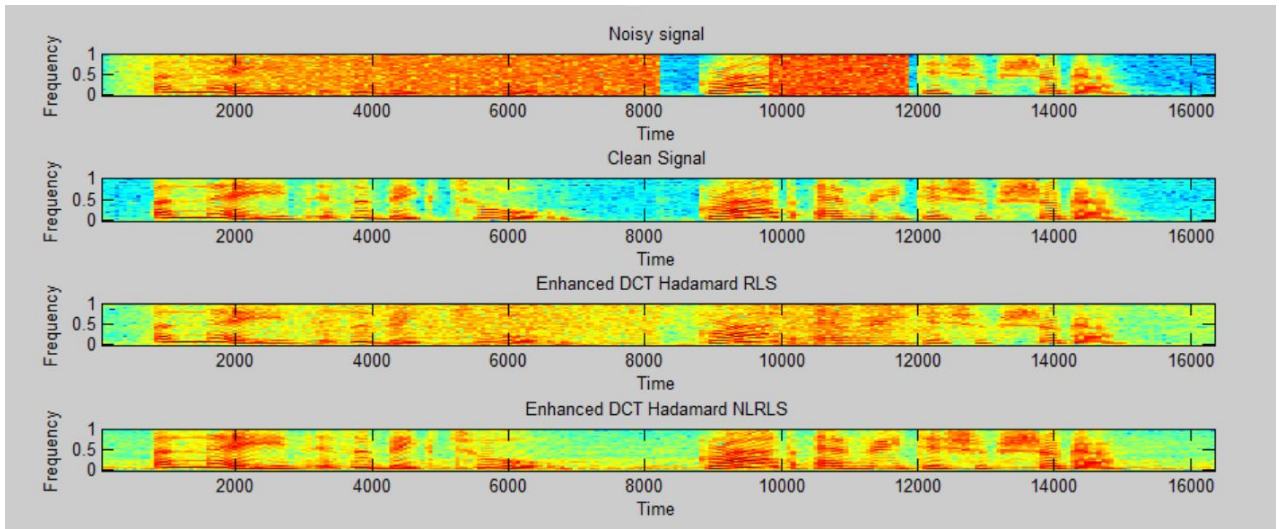 Noisy signal
Frequency
1
0.5
0
2000 4000 6000 8000 10000 12000 14000 16000
Time
Clean Signal
Frequency
1
0.5
0
2000 4000 6000 8000 10000 12000 14000 16000
Time
Enhanced DCT Hadamard RLS
Frequency
1
0.5
0
2000 4000 6000 8000 10000 12000 14000 16000
Time
Enhanced DCT Hadamard NLRLS
Frequency
1
0.5
0
2000 4000 6000 8000 10000 12000 14000 16000
Time